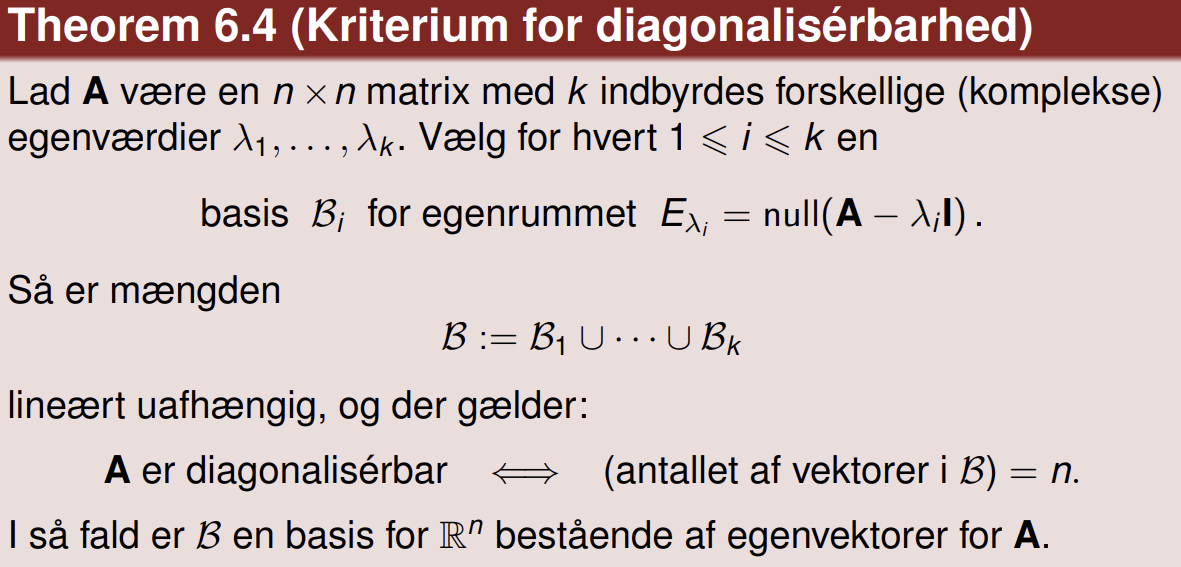 Theorem 6.4 (Kriterium for diagonalisérbarhed)
Lad A være en n × n matrix med k indbyrdes forskellige (komplekse)
egenværdier λ₁,…,λₖ. Vælg for hvert 1 ⩽ i ⩽ k en
basis ℬᵢ for egenrummet E_{λᵢ} = null(A − λᵢI).
Så er mængden
ℬ := ℬ₁ ∪ ⋯ ∪ ℬₖ
lineært uafhængig, og der gælder:
A er diagonalisérbar ⟺ (antallet af vektorer i ℬ) = n.
I så fald er ℬ en basis for ℝⁿ bestående af egenvektorer for A.